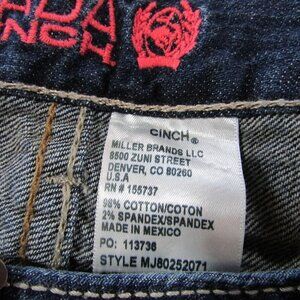 CINCH®
MILLER BRANDS LLC
8500 ZUNI STREET
DENVER, CO 80260
U.S.A
RN # 155737
98% COTTON/COTON
2% SPANDEX/SPANDEX
MADE IN MEXICO
PO: 113736
STYLE MJ80252071